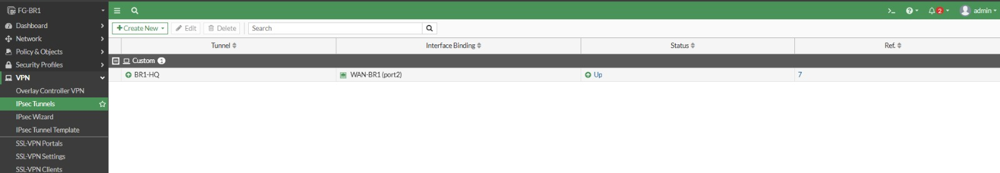 FG-BR1
2
admin
Dashboard
Network
Policy & Objects
Security Profiles
VPN
Overlay Controller VPN
IPsec Tunnels
IPsec Wizard
IPsec Tunnel Template
SSL-VPN Portals
SSL-VPN Settings
SSL-VPN Clients
Create New Edit Delete Search
Tunnel Interface Binding Status Ref.
Custom 1
BR1-HQ WAN-BR1 (port2) Up 7